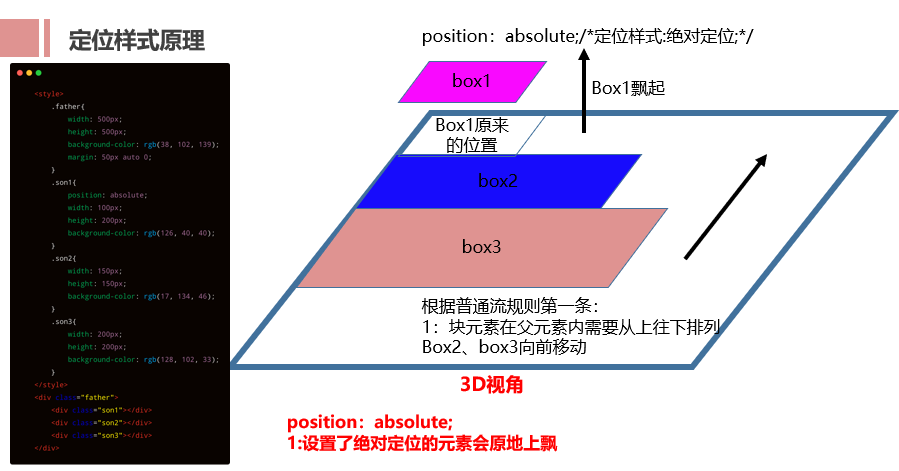 定位样式原理
position：absolute;/*定位样式:绝对定位;*/
<style>
.father{
width: 500px;
height: 500px;
background-color: rgb(38, 102, 139);
margin: 50px auto 0;
}
.son1{
position: absolute;
width: 100px;
height: 200px;
background-color: rgb(126, 40, 40);
}
.son2{
width: 150px;
height: 150px;
background-color: rgb(17, 134, 46);
}
.son3{
width: 200px;
height: 200px;
background-color: rgb(128, 102, 33);
}
</style>
<div class="father">
<div class="son1"></div>
<div class="son2"></div>
<div class="son3"></div>
</div>
box1
Box1飘起
Box1原来
的位置
box2
box3
根据普通流规则第一条：
1：块元素在父元素内需要从上往下排列
Box2、box3向前移动
3D视角
position：absolute;
1:设置了绝对定位的元素会原地上飘